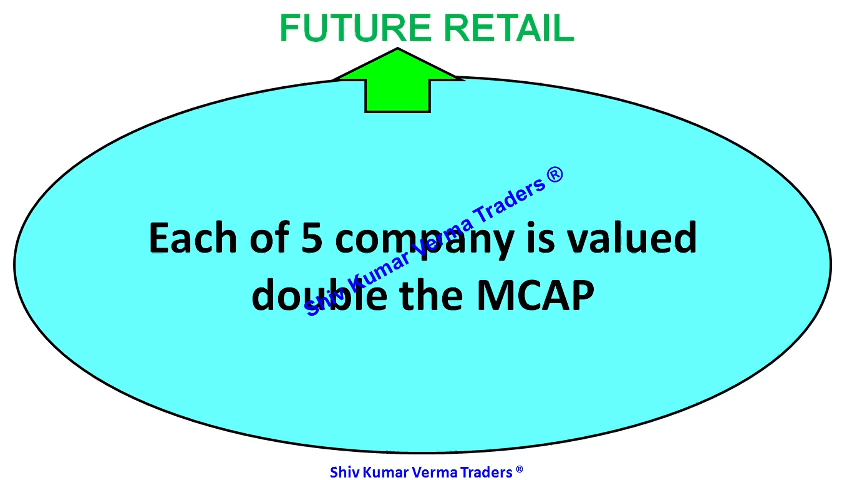 FUTURE RETAIL
Each of 5 company is valued
double the MCAP
Shiv Kumar Verma Traders ®
Shiv Kumar Verma Traders ®